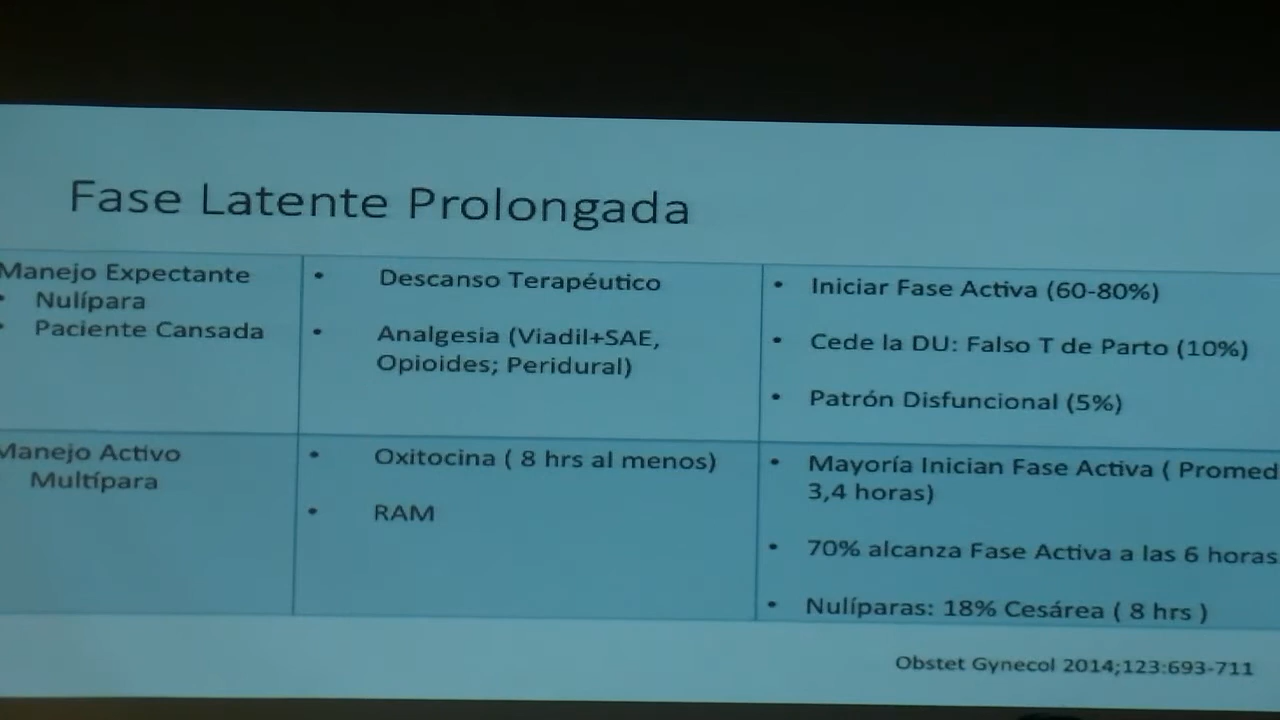 Fase Latente Prolongada
Manejo Expectante
• Nulípara
• Paciente Cansada
• Descanso Terapéutico
• Analgesia (Viadil+SAE,
Opioides; Peridural)
• Iniciar Fase Activa (60-80%)
• Cede la DU: Falso T de Parto (10%)
• Patrón Disfuncional (5%)
Manejo Activo
Multípara
• Oxitocina ( 8 hrs al menos)
• RAM
• Mayoría Inician Fase Activa ( Promed
3,4 horas)
• 70% alcanza Fase Activa a las 6 horas
• Nulíparas: 18% Cesárea ( 8 hrs )
Obstet Gynecol 2014;123:693-711